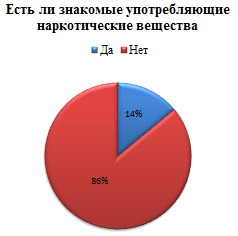 Есть ли знакомые употребляющие
наркотические вещества
Да Нет
14%
86%